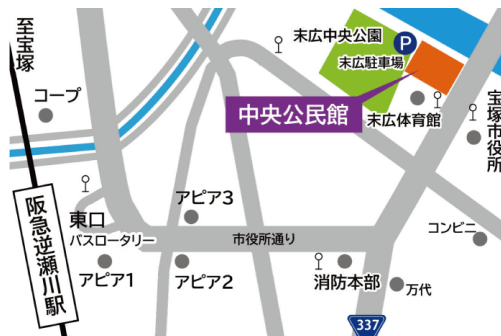 至宝塚
コープ
末広中央公園
P
末広駐車場
中央公民館
末広体育館
宝塚市役所
阪急逆瀬川駅
東口
バスロータリー
アピア3
市役所通り
コンビニ
アピア1
アピア2
消防本部
万代
337